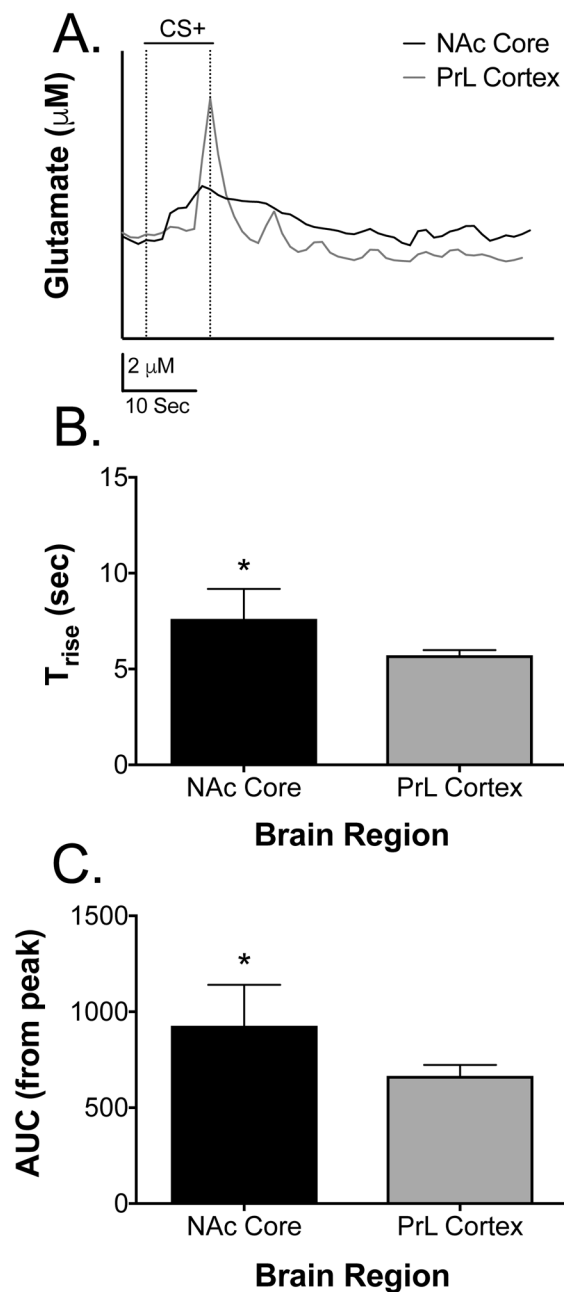 A.
CS+
NAc Core
PrL Cortex
Glutamate (μM)
2 μM
10 Sec
B.
15
10
5
0
*
Trise (sec)
NAc Core
PrL Cortex
Brain Region
C.
1500
1000
500
0
*
AUC (from peak)
NAc Core
PrL Cortex
Brain Region